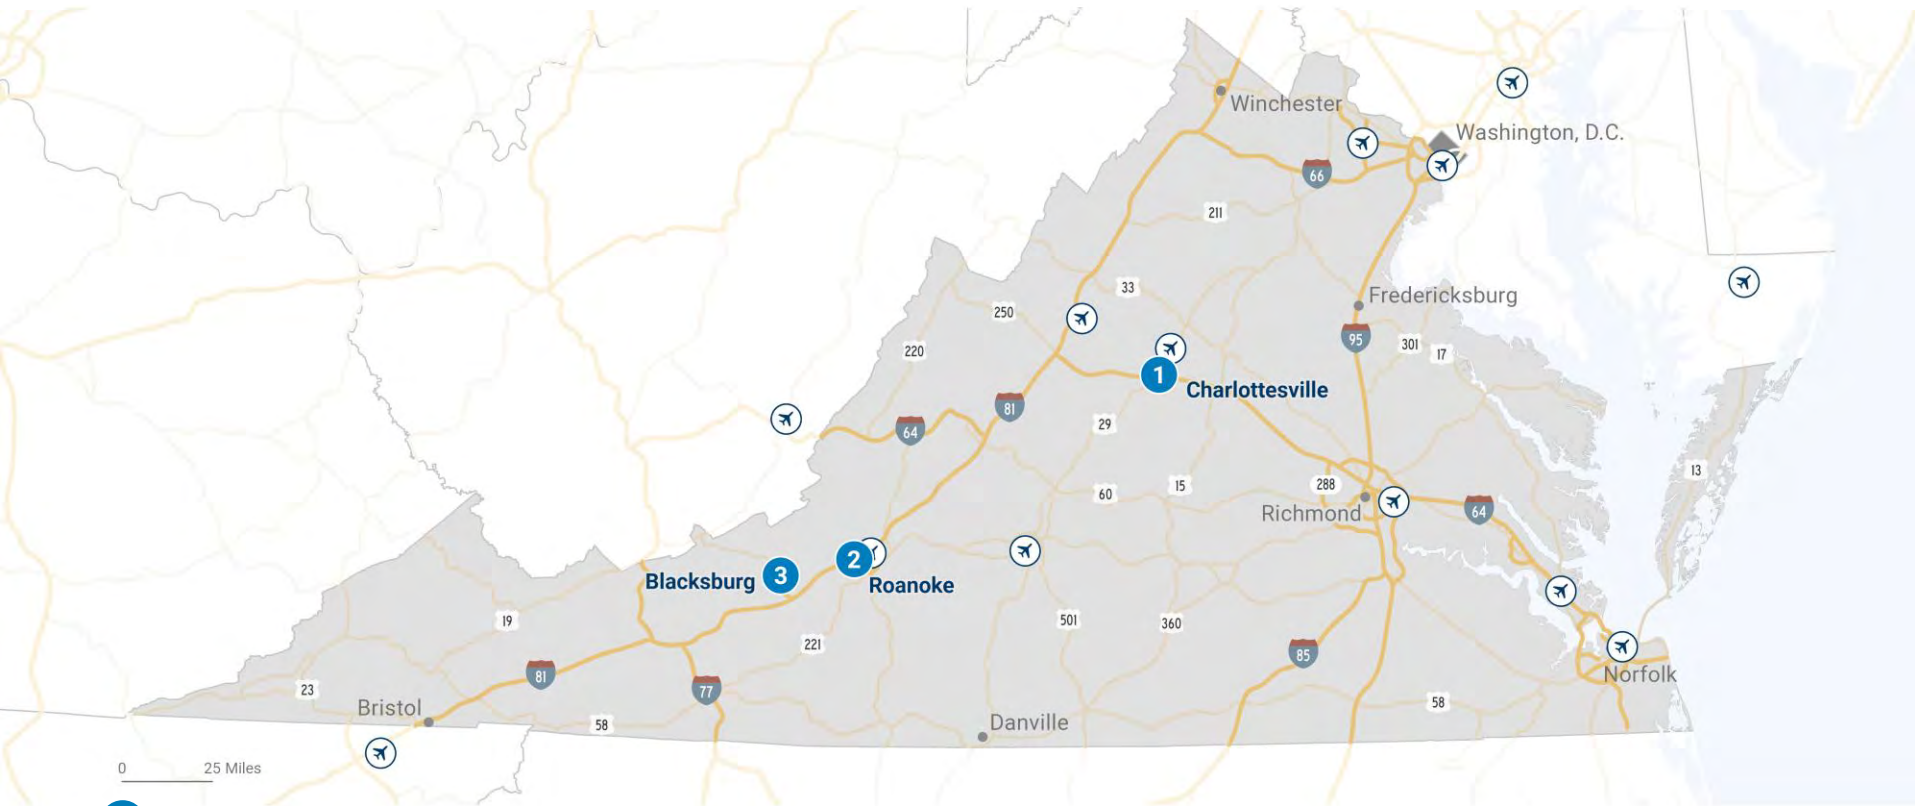 Winchester
Washington, D.C.
66
211
33
Fredericksburg
250
95
301
17
220
1
Charlottesville
81
64
29
13
60
15
288
Richmond
64
2
Roanoke
Blacksburg
3
19
501
360
221
85
81
77
Norfolk
23
Bristol
58
58
Danville
0
25 Miles